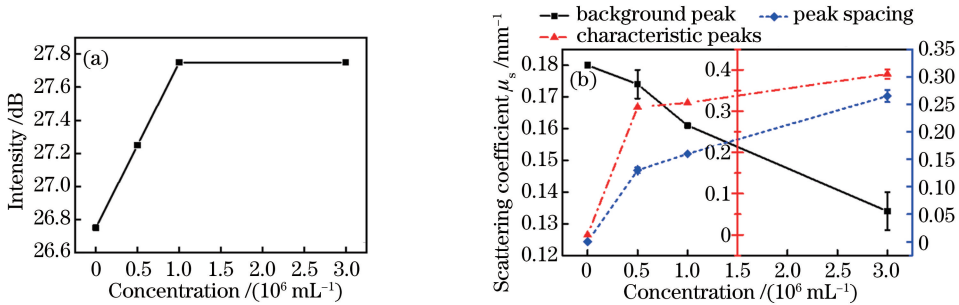 (a)
Intensity /dB
27.8
27.6
27.4
27.2
27.0
26.8
26.6
0 0.5 1.0 1.5 2.0 2.5 3.0
Concentration /(10⁶ mL⁻¹)
background peak
peak spacing
characteristic peaks
(b)
Scattering coefficient μs /mm⁻¹
0.18
0.17
0.16
0.15
0.14
0.13
0.12
0.4
0.3
0.2
0.1
0
0.35
0.30
0.25
0.20
0.15
0.10
0.05
0
0 0.5 1.0 1.5 2.0 2.5 3.0
Concentration /(10⁶ mL⁻¹)